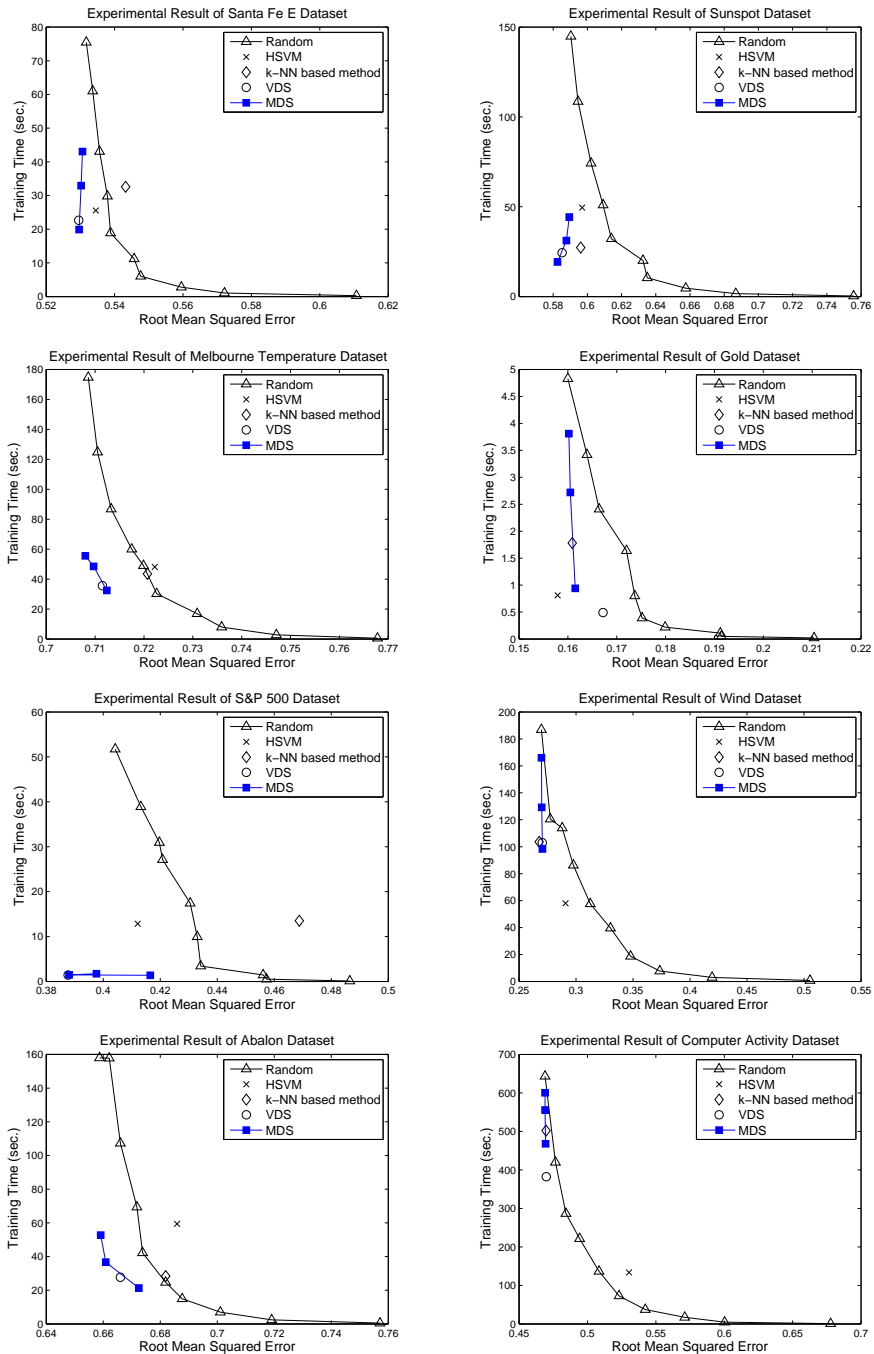 Experimental Result of Santa Fe E Dataset
80
70
60
50
40
30
20
10
0
0.52 0.54 0.56 0.58 0.6 0.62
Training Time (sec.)
Root Mean Squared Error
Random
HSVM
k−NN based method
VDS
MDS
Experimental Result of Sunspot Dataset
150
100
50
0
0.58 0.6 0.62 0.64 0.66 0.68 0.7 0.72 0.74 0.76
Training Time (sec.)
Root Mean Squared Error
Random
HSVM
k−NN based method
VDS
MDS
Experimental Result of Melbourne Temperature Dataset
180
160
140
120
100
80
60
40
20
0
0.7 0.71 0.72 0.73 0.74 0.75 0.76 0.77
Training Time (sec.)
Root Mean Squared Error
Random
HSVM
k−NN based method
VDS
MDS
Experimental Result of Gold Dataset
5
4.5
4
3.5
3
2.5
2
1.5
1
0.5
0
0.15 0.16 0.17 0.18 0.19 0.2 0.21 0.22
Training Time (sec.)
Root Mean Squared Error
Random
HSVM
k−NN based method
VDS
MDS
Experimental Result of S&P 500 Dataset
60
50
40
30
20
10
0
0.38 0.4 0.42 0.44 0.46 0.48 0.5
Training Time (sec.)
Root Mean Squared Error
Random
HSVM
k−NN based method
VDS
MDS
Experimental Result of Wind Dataset
200
180
160
140
120
100
80
60
40
20
0
0.25 0.3 0.35 0.4 0.45 0.5 0.55
Training Time (sec.)
Root Mean Squared Error
Random
HSVM
k−NN based method
VDS
MDS
Experimental Result of Abalon Dataset
160
140
120
100
80
60
40
20
0
0.64 0.66 0.68 0.7 0.72 0.74 0.76
Training Time (sec.)
Root Mean Squared Error
Random
HSVM
k−NN based method
VDS
MDS
Experimental Result of Computer Activity Dataset
700
600
500
400
300
200
100
0
0.45 0.5 0.55 0.6 0.65 0.7
Training Time (sec.)
Root Mean Squared Error
Random
HSVM
k−NN based method
VDS
MDS